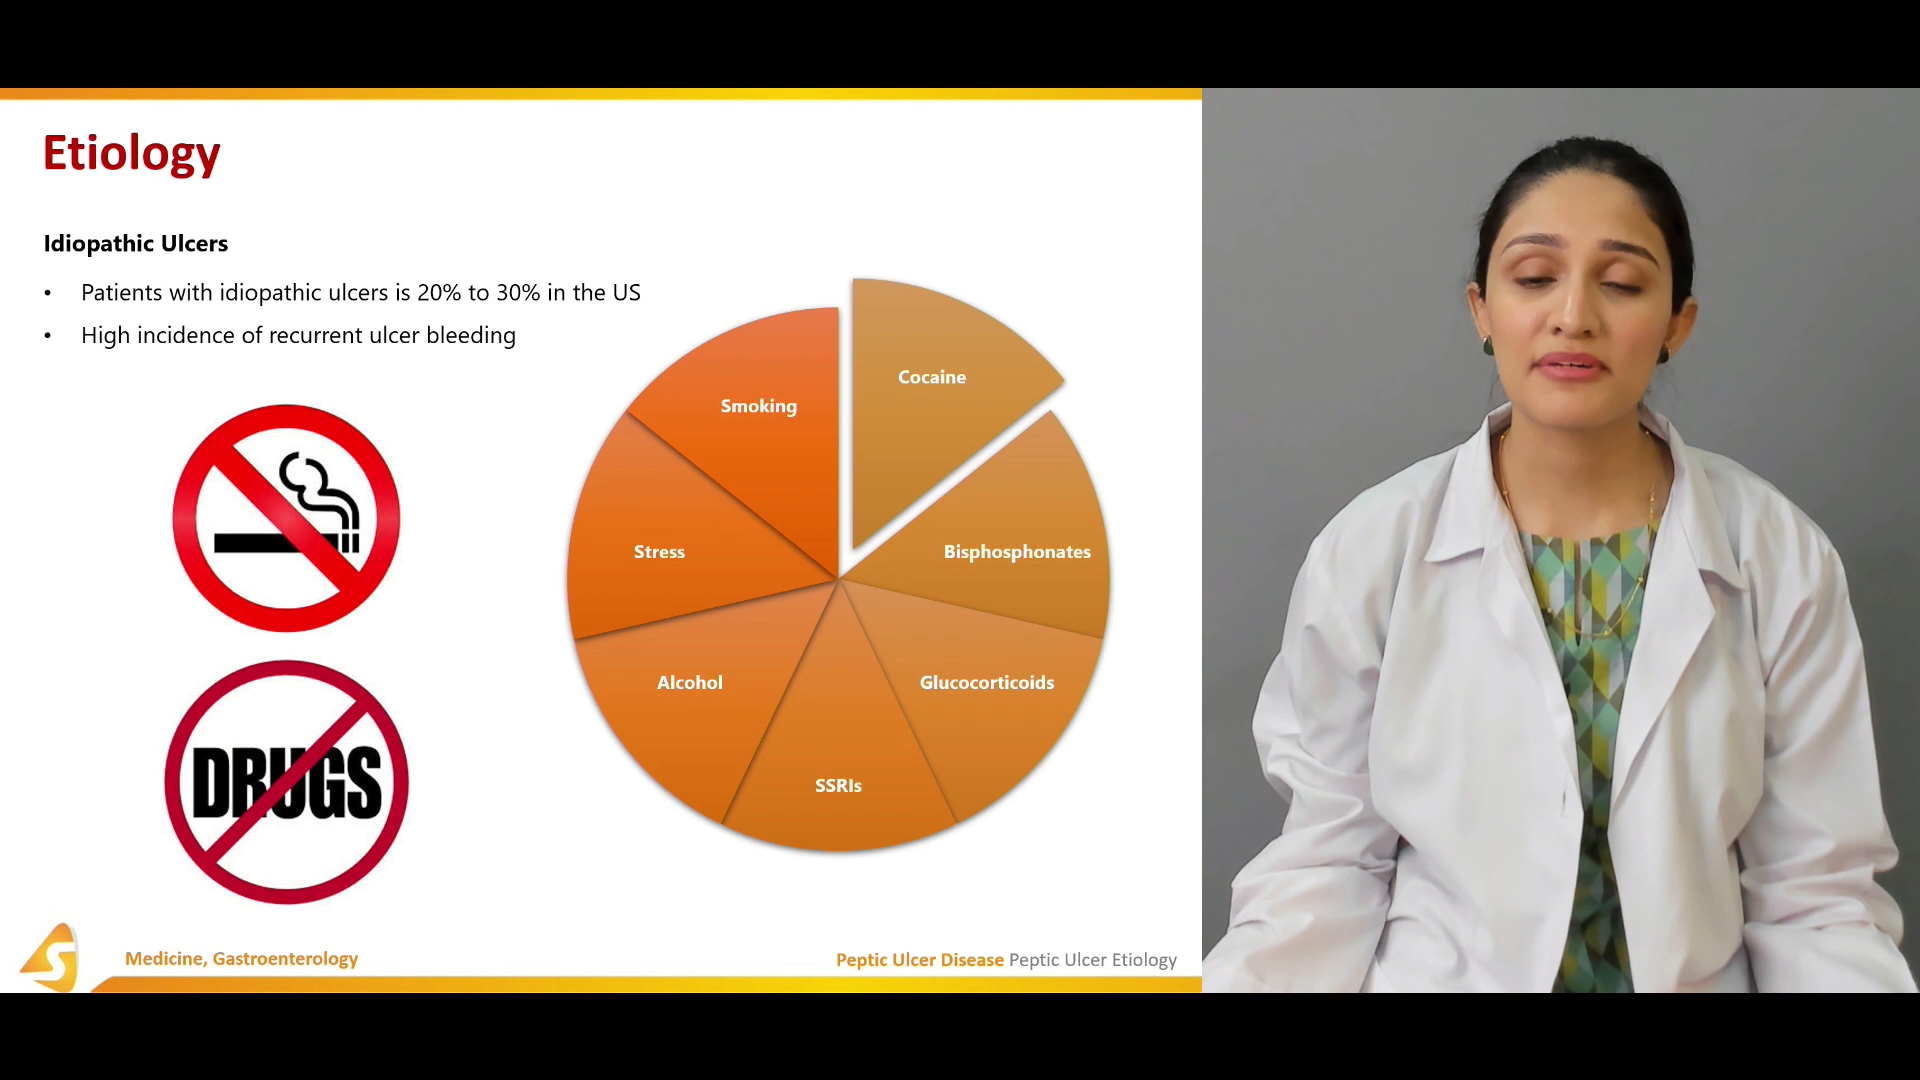 Etiology
Idiopathic Ulcers
• Patients with idiopathic ulcers is 20% to 30% in the US
• High incidence of recurrent ulcer bleeding
Cocaine
Smoking
Stress
Bisphosphonates
Alcohol
Glucocorticoids
SSRIs
DRUGS
S
Medicine, Gastroenterology
Peptic Ulcer Disease Peptic Ulcer Etiology